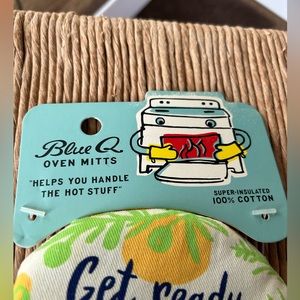 Blue Q
OVEN MITTS
"HELPS YOU HANDLE
THE HOT STUFF"
SUPER-INSULATED
100% COTTON
Get ready